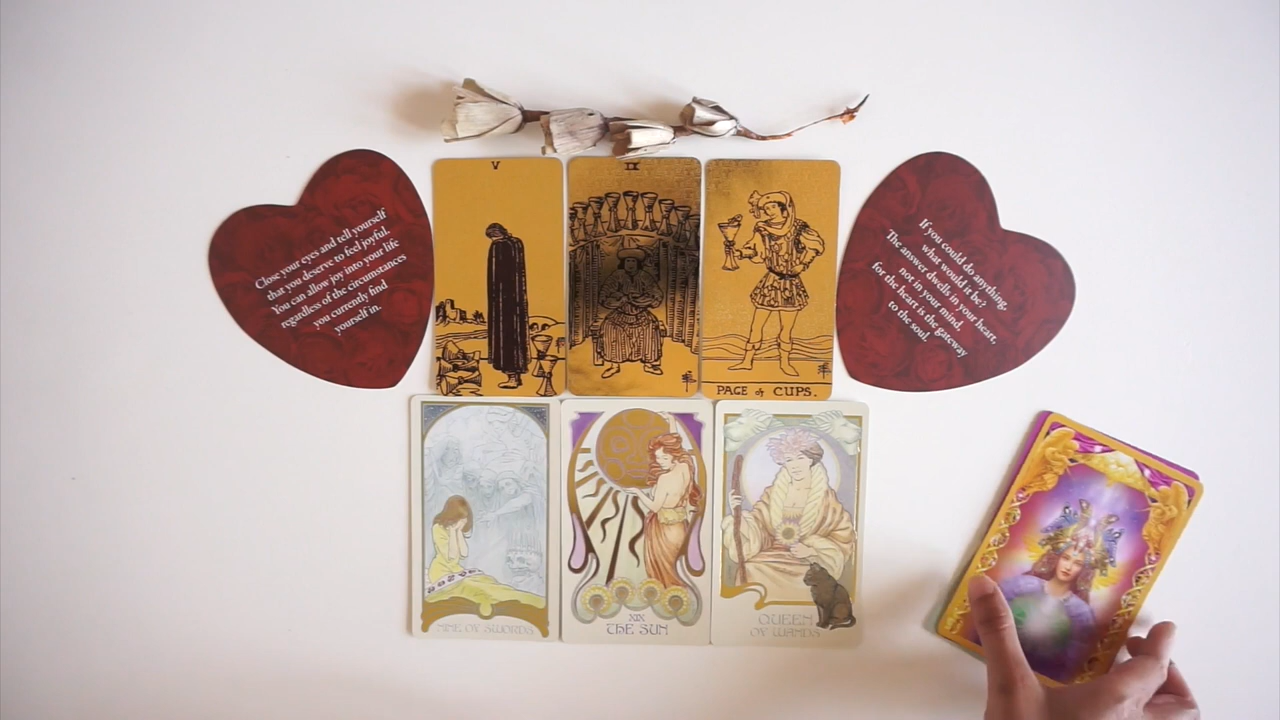 Close your eyes and tell yourself
that you deserve to feel joyful.
You can allow joy into your life
regardless of the circumstances
you currently find
yourself in.
V
IX
PAGE of CUPS.
If you could do anything,
what would it be?
The answer dwells in your heart,
not in your mind,
for the heart is the gateway
to the soul.
NINE OF SWORDS
XIX
THE SUN
QUEEN
OF WANDS